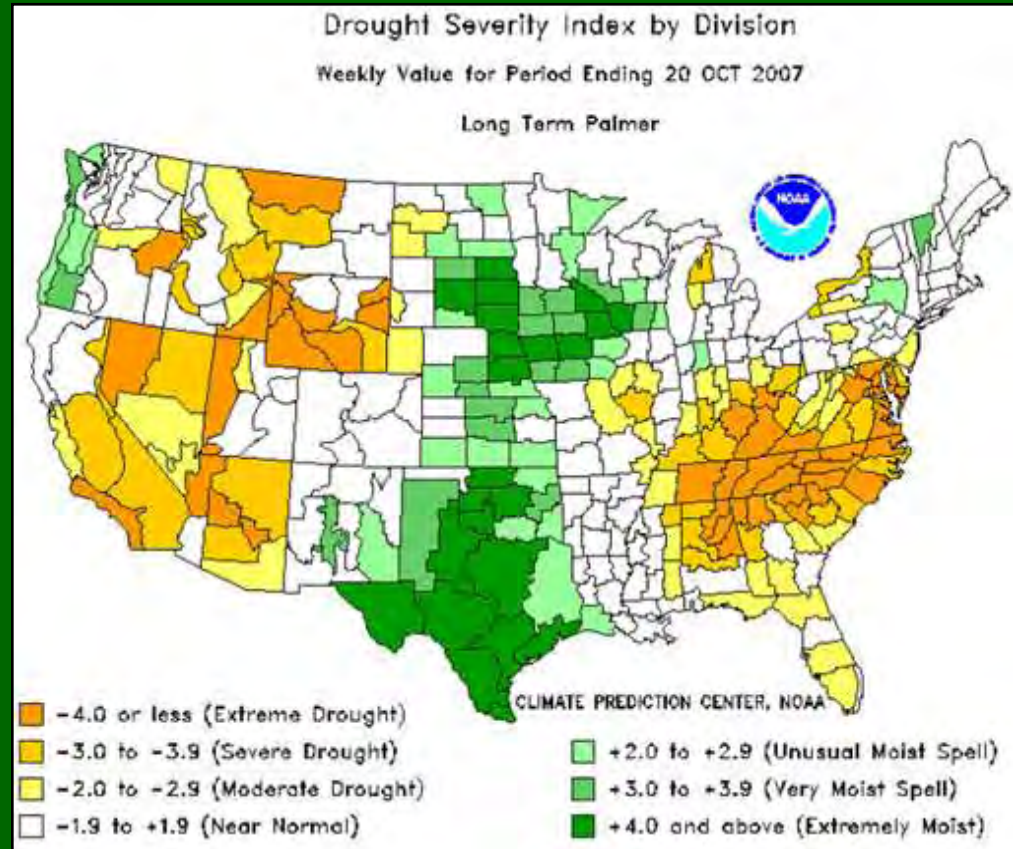 Drought Severity Index by Division
Weekly Value for Period Ending 20 OCT 2007
Long Term Palmer
NOAA
CLIMATE PREDICTION CENTER, NOAA
-4.0 or less (Extreme Drought)
-3.0 to -3.9 (Severe Drought)
-2.0 to -2.9 (Moderate Drought)
-1.9 to +1.9 (Near Normal)
+2.0 to +2.9 (Unusual Moist Spell)
+3.0 to +3.9 (Very Moist Spell)
+4.0 and above (Extremely Moist)